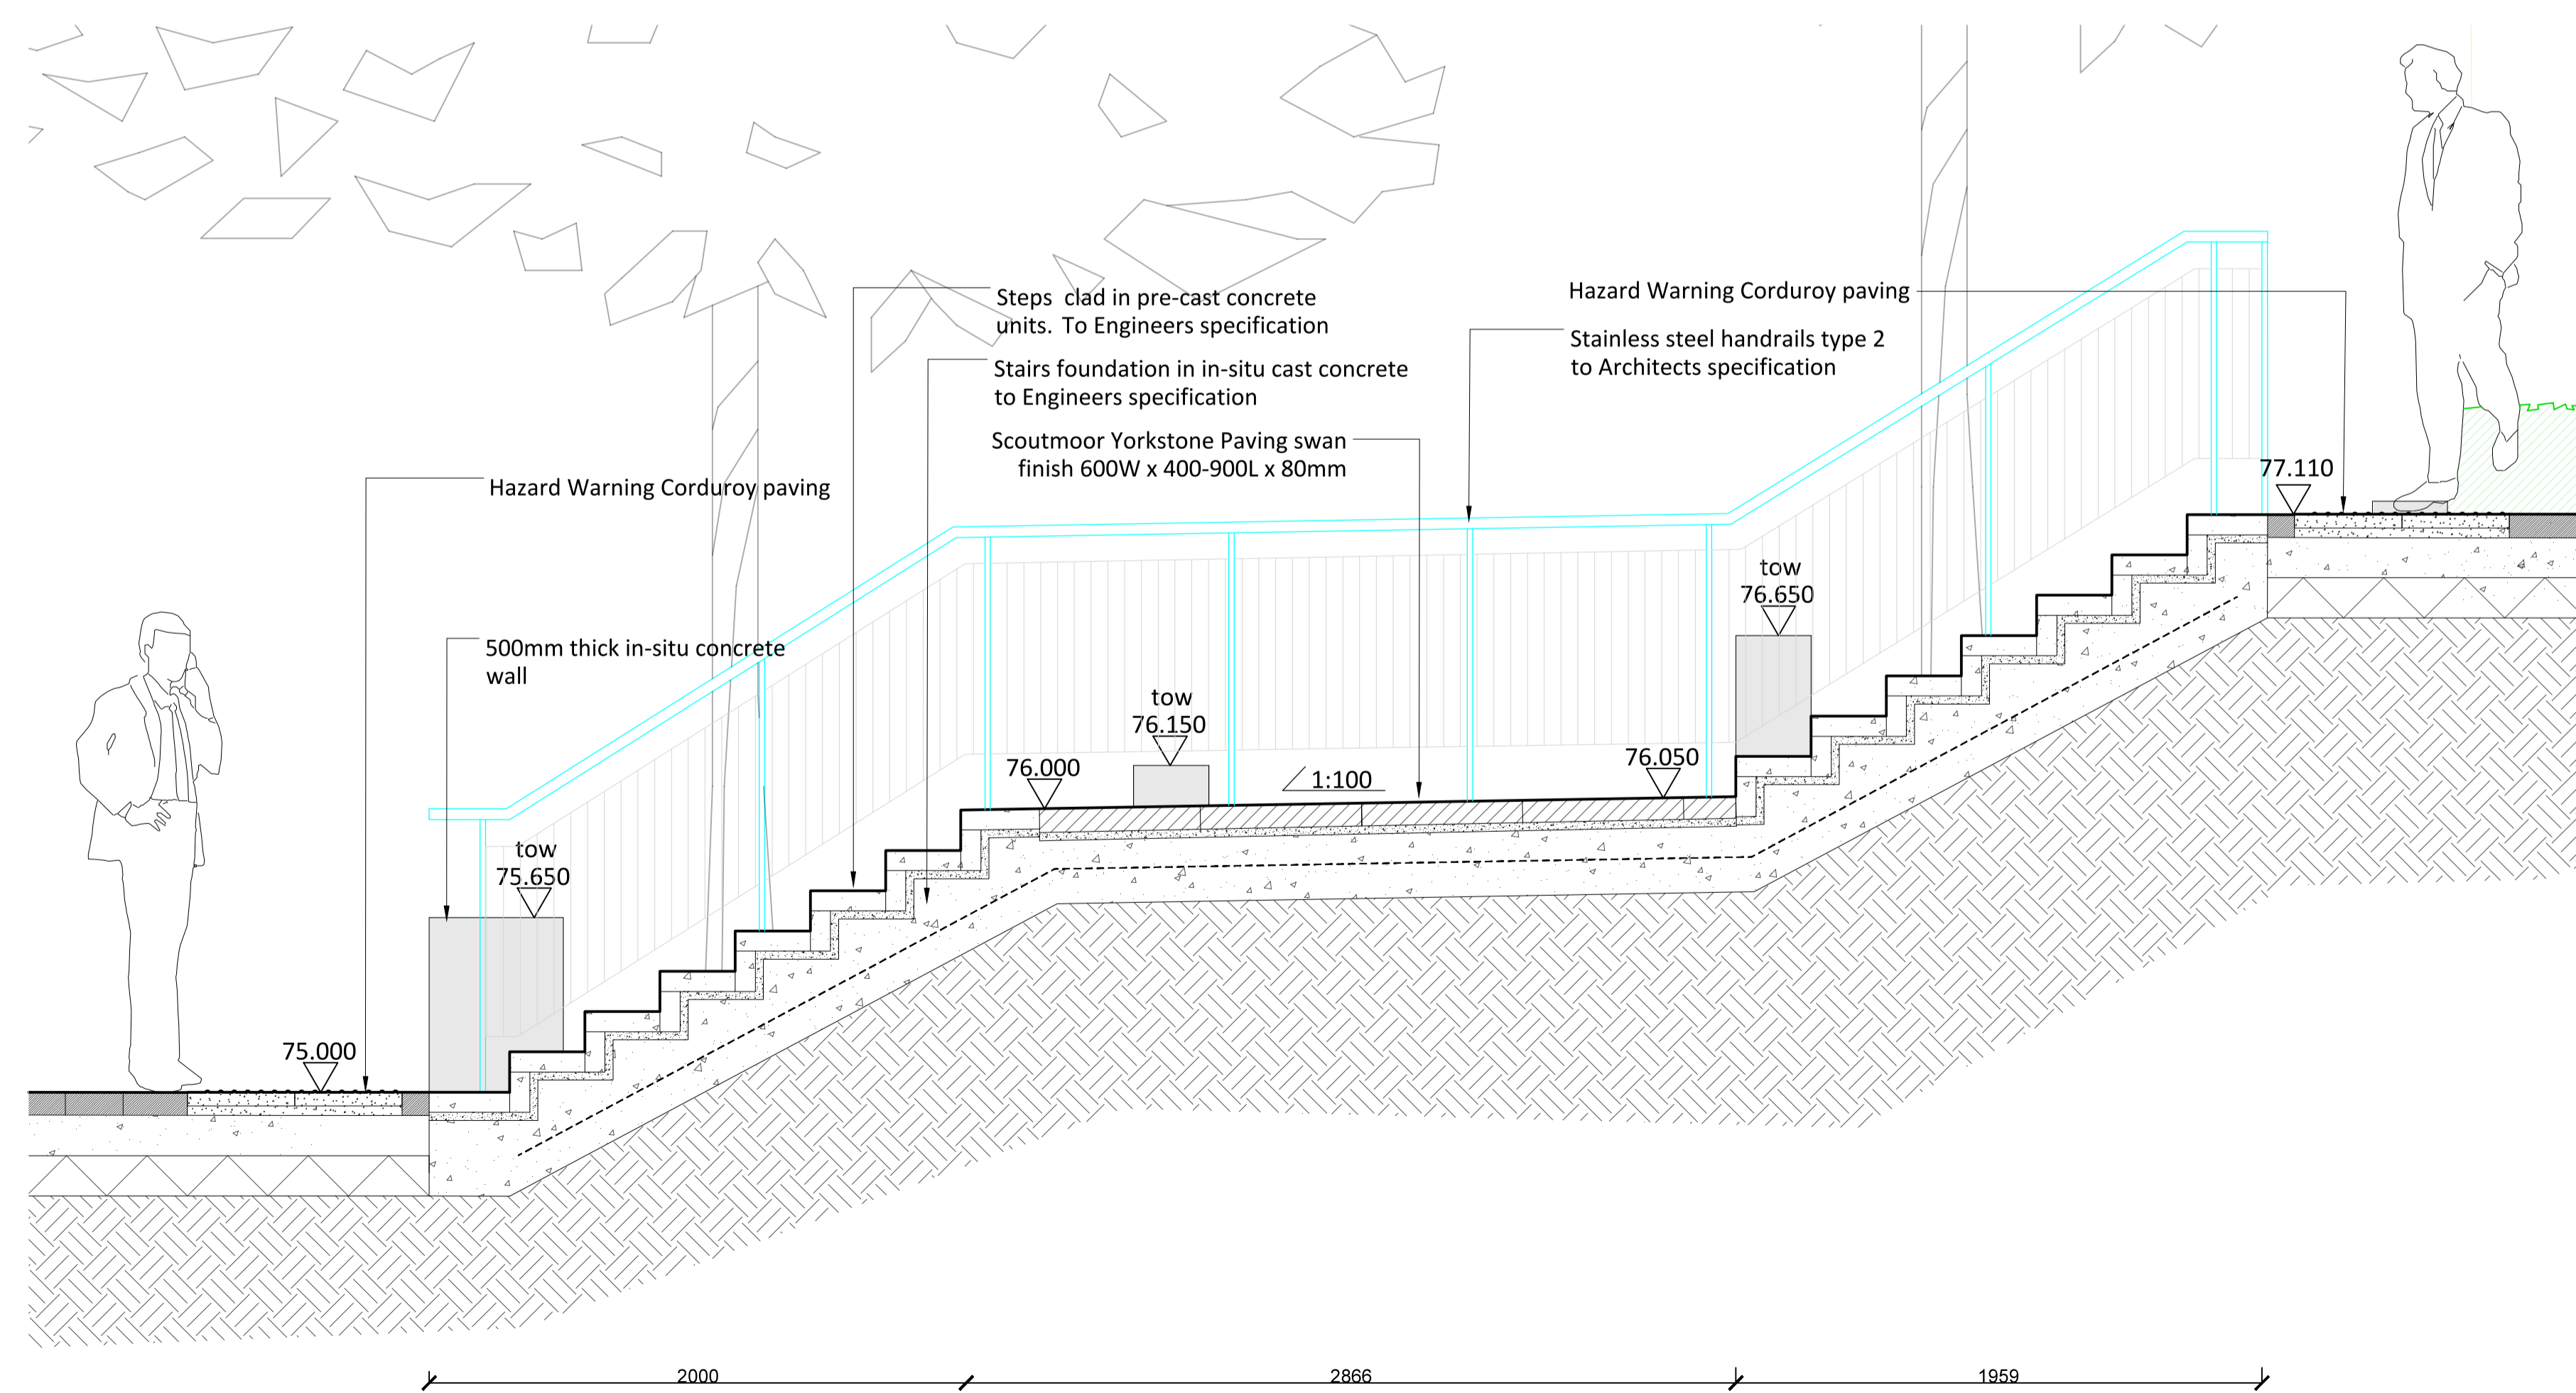 Steps clad in pre-cast concrete
units. To Engineers specification
Hazard Warning Corduroy paving
Stainless steel handrails type 2
to Architects specification
Stairs foundation in in-situ cast concrete
to Engineers specification
Scoutmoor Yorkstone Paving swan
finish 600W x 400-900L x 80mm
77.110
Hazard Warning Corduroy paving
tow
76.650
500mm thick in-situ concrete
wall
tow
76.150
76.000
1:100
76.050
tow
75.650
75.000
2000
2866
1959